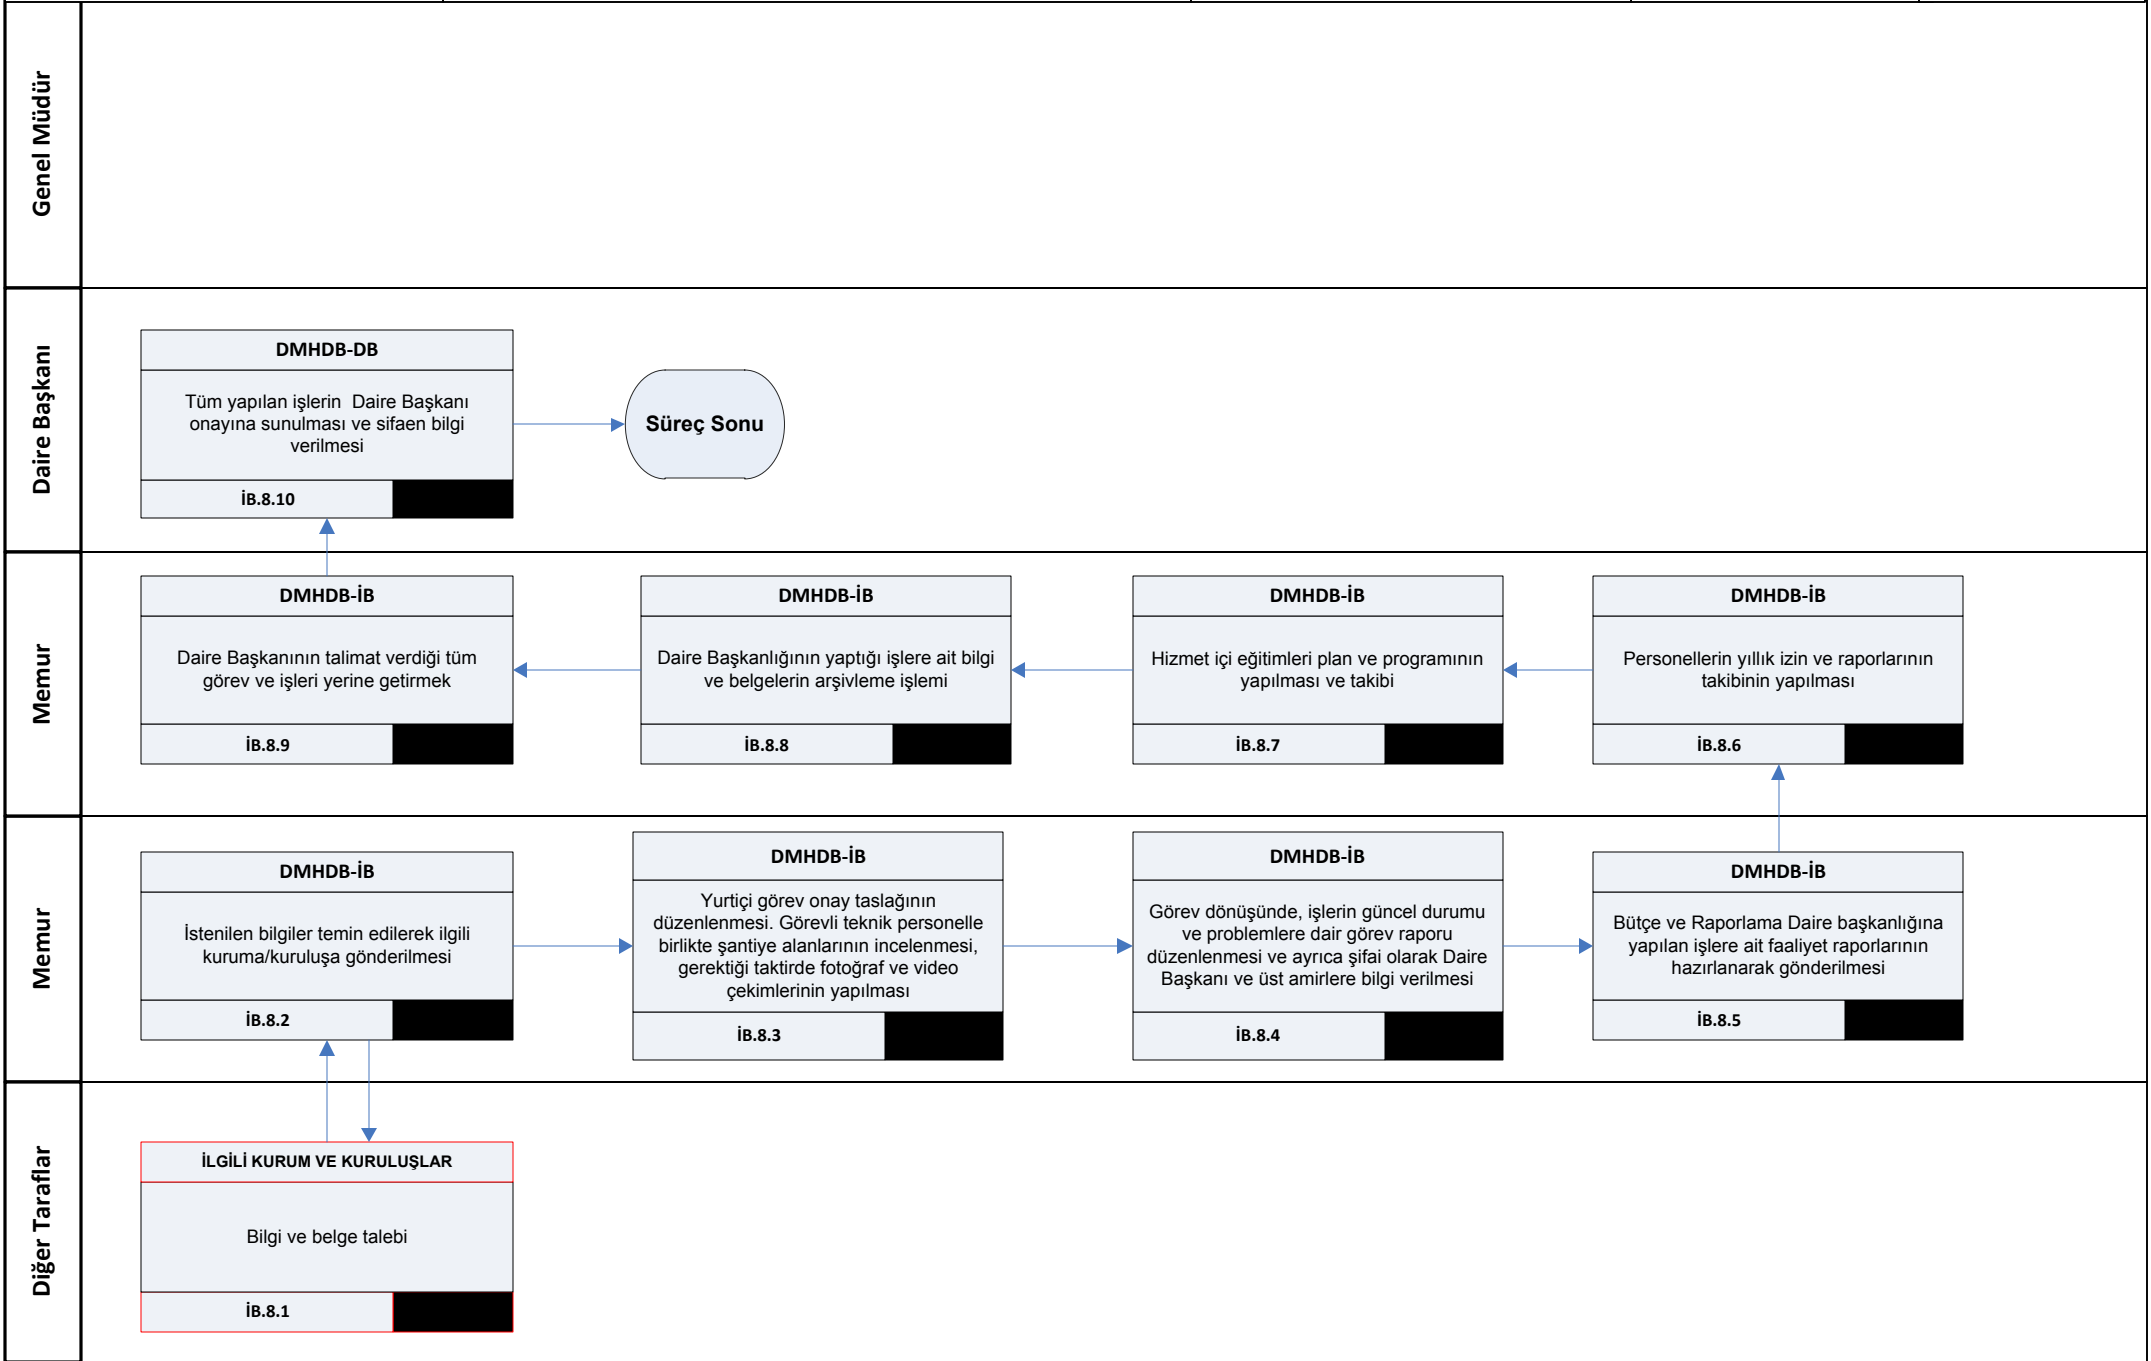 Genel Müdür
Daire Başkanı
DMHDB-DB
Tüm yapılan işlerin Daire Başkanı
onayına sunulması ve sifaen bilgi
verilmesi
İB.8.10
Süreç Sonu
Memur
DMHDB-İB
Daire Başkanının talimat verdiği tüm
görev ve işleri yerine getirmek
İB.8.9
DMHDB-İB
Daire Başkanlığının yaptığı işlere ait bilgi
ve belgelerin arşivleme işlemi
İB.8.8
DMHDB-İB
Hizmet içi eğitimleri plan ve programının
yapılması ve takibi
İB.8.7
DMHDB-İB
Personellerin yıllık izin ve raporlarının
takibinin yapılması
İB.8.6
Memur
DMHDB-İB
İstenilen bilgiler temin edilerek ilgili
kuruma/kuruluşa gönderilmesi
İB.8.2
DMHDB-İB
Yurtiçi görev onay taslağının
düzenlenmesi. Görevli teknik personelle
birlikte şantiye alanlarının incelenmesi,
gerektiği taktirde fotoğraf ve video
çekimlerinin yapılması
İB.8.3
DMHDB-İB
Görev dönüşünde, işlerin güncel durumu
ve problemlere dair görev raporu
düzenlenmesi ve ayrıca şifai olarak Daire
Başkanı ve üst amirlere bilgi verilmesi
İB.8.4
DMHDB-İB
Bütçe ve Raporlama Daire başkanlığına
yapılan işlere ait faaliyet raporlarının
hazırlanarak gönderilmesi
İB.8.5
Diğer Taraflar
İLGİLİ KURUM VE KURULUŞLAR
Bilgi ve belge talebi
İB.8.1